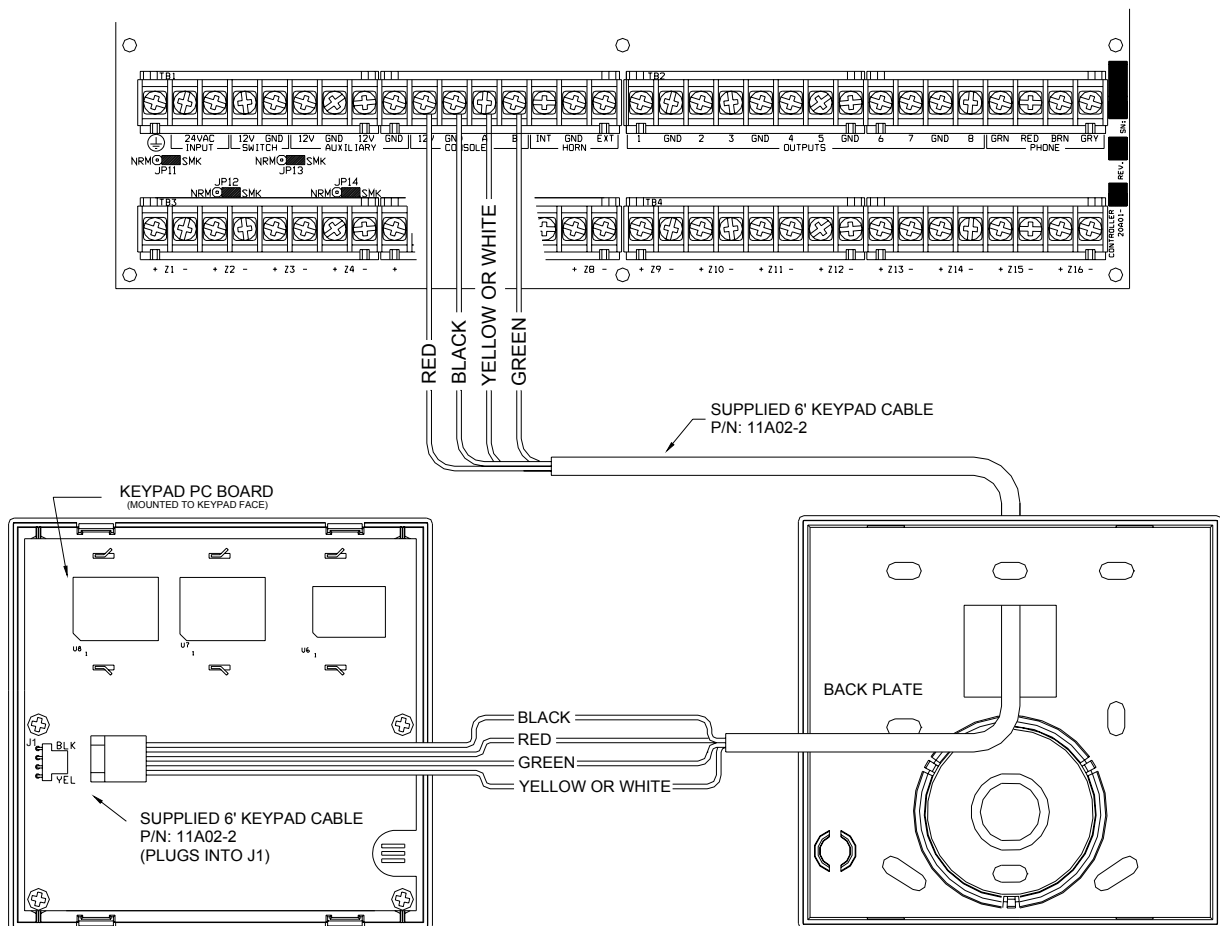 TB1
TB2
12V GND 12V GND 12V GND 12V GND A B INT GND EXT
1 GND 2 3 GND 4 5 GND 6 7 GND 8 GRN RED BRN GRY
24VAC
INPUT
SWITCH
AUXILIARY
CONSOLE
HORN
OUTPUTS
PHONE
SN:
REV.
CONTROLLER
20401-
NRM SMK
JP11
NRM SMK
JP13
JP12
NRM SMK
JP14
NRM SMK
TB3
TB4
+ Z1 - + Z2 - + Z3 - + Z4 - + + Z8 -
+ Z9 - + Z10 - + Z11 - + Z12 - + Z13 - + Z14 - + Z15 - + Z16 -
RED
BLACK
YELLOW OR WHITE
GREEN
SUPPLIED 6' KEYPAD CABLE
P/N: 11A02-2
KEYPAD PC BOARD
(MOUNTED TO KEYPAD FACE)
U8 1
U7
1
U6 1
BACK PLATE
J1
BLK
YEL
BLACK
RED
GREEN
YELLOW OR WHITE
SUPPLIED 6' KEYPAD CABLE
P/N: 11A02-2
(PLUGS INTO J1)